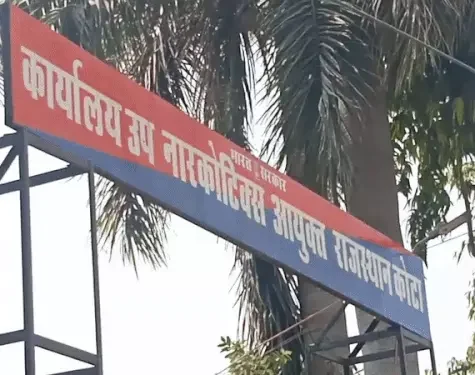 भारत सरकार
कार्यालय उप नारकोटिक्स आयुक्त राजस्थान कोटा